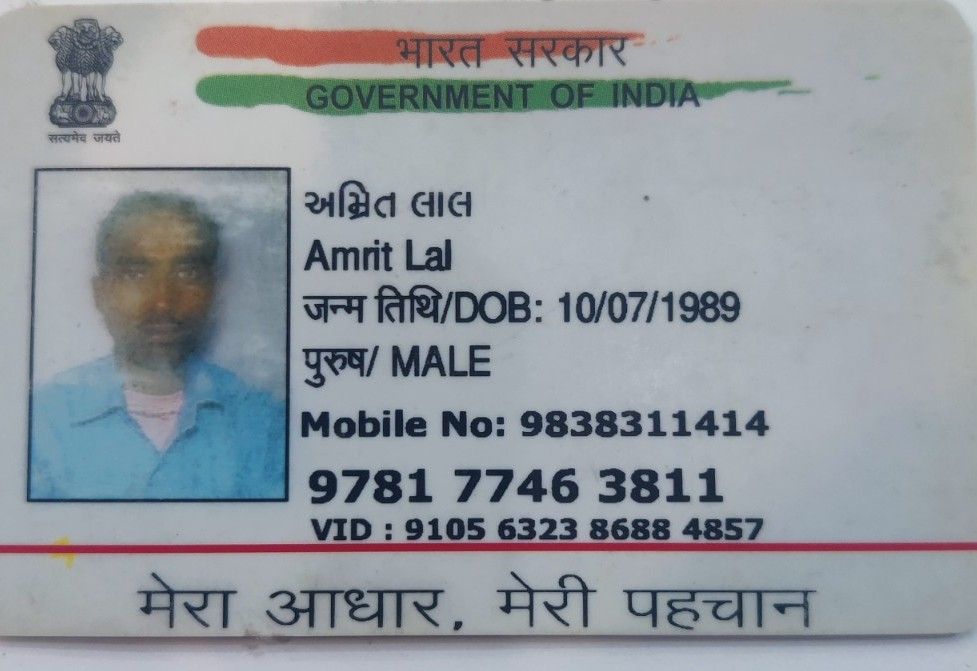 भारत सरकार
GOVERNMENT OF INDIA
सत्यमेव जयते
અમ્રિત લાલ
Amrit Lal
जन्म तिथि/DOB: 10/07/1989
पुरुष/ MALE
Mobile No: 9838311414
9781 7746 3811
VID : 9105 6323 8688 4857
मेरा आधार, मेरी पहचान